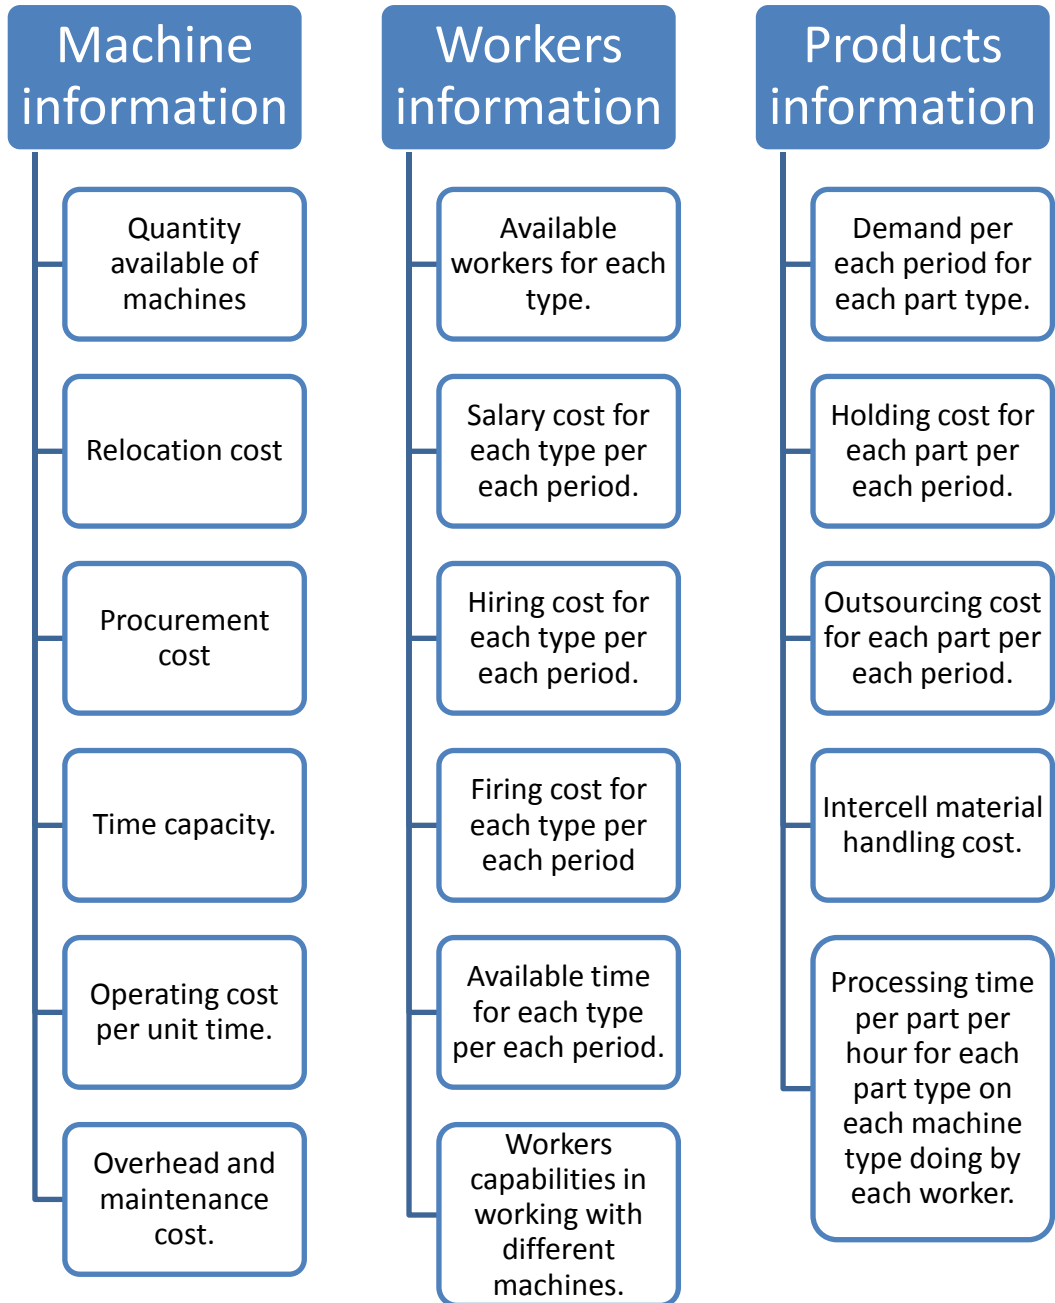 Machine
information
Quantity
available of
machines
Relocation cost
Procurement
cost
Time capacity.
Operating cost
per unit time.
Overhead and
maintenance
cost.
Workers
information
Available
workers for each
type.
Salary cost for
each type per
each period.
Hiring cost for
each type per
each period.
Firing cost for
each type per
each period
Available time
for each type
per each period.
Workers
capabilities in
working with
different
machines.
Products
information
Demand per
each period for
each part type.
Holding cost for
each part per
each period.
Outsourcing cost
for each part per
each period.
Intercell material
handling cost.
Processing time
per part per
hour for each
part type on
each machine
type doing by
each worker.